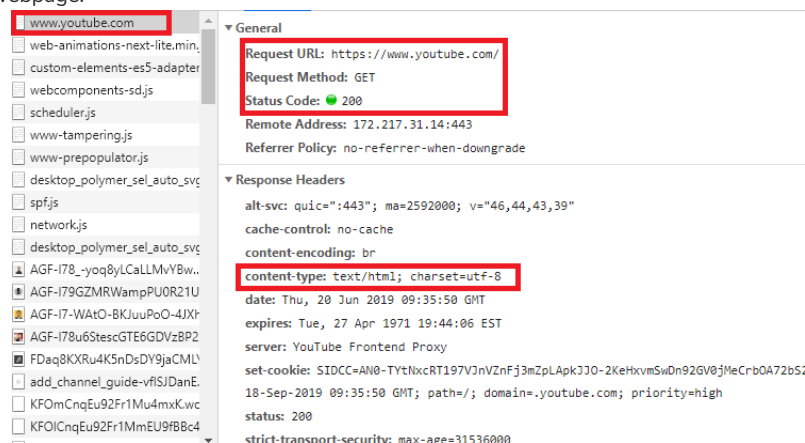 webpage.
www.youtube.com
web-animations-next-lite.min.
custom-elements-es5-adapter
webcomponents-sd.js
scheduler.js
www-tampering.js
www-prepopulator.js
desktop_polymer_sel_auto_svg
spf.js
network.js
desktop_polymer_sel_auto_svg
AGF-l78_-yoq8yLCaLLMvYBw..
AGF-l79GZMRWampPU0R21U
AGF-l7-WAtO-BKJuuPoO-4JXh
AGF-l78u6StescGTE6GDVzBP2
FDaq8KXRu4K5nDsDY9jaCML
add_channel_guide-vflSJDanE.
KFOmCnqEu92Fr1Mu4mxK.wo
KFOlCnqEu92Fr1MmEU9fBBc4
General
Request URL: https://www.youtube.com/
Request Method: GET
Status Code: 200
Remote Address: 172.217.31.14:443
Referrer Policy: no-referrer-when-downgrade
Response Headers
alt-svc: quic=":443"; ma=2592000; v="46,44,43,39"
cache-control: no-cache
content-encoding: br
content-type: text/html; charset=utf-8
date: Thu, 20 Jun 2019 09:35:50 GMT
expires: Tue, 27 Apr 1971 19:44:06 EST
server: YouTube Frontend Proxy
set-cookie: SIDCC=AN0-TYtNxcRT197VJnVZnFj3mZpLApkJJO-2KeHxvmSwDn92GV0jMeCrbOA72bS2
18-Sep-2019 09:35:50 GMT; path=/; domain=.youtube.com; priority=high
status: 200
strict-transport-security: max-age=31536000